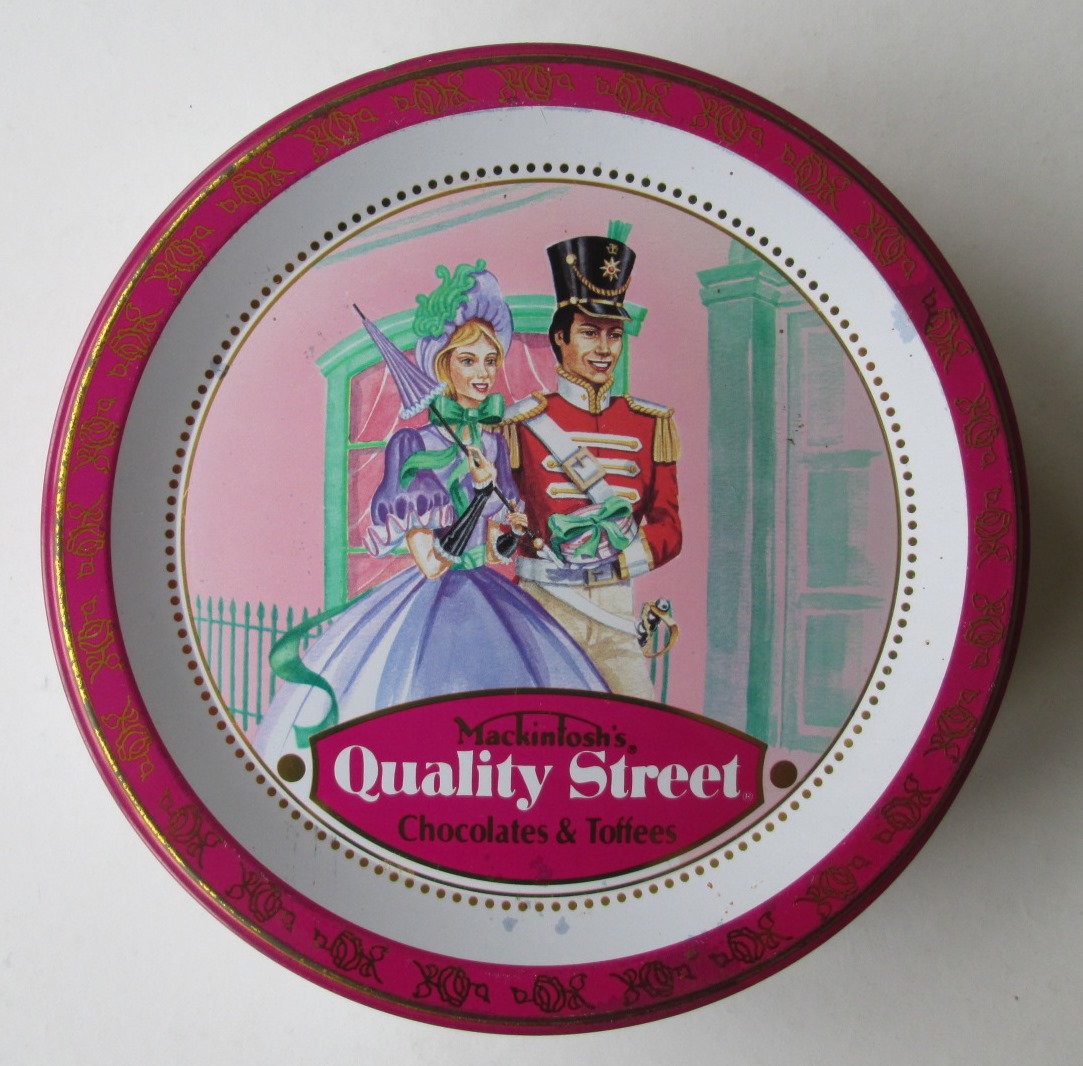 Mackintosh's®
Quality Street®
Chocolates & Toffees